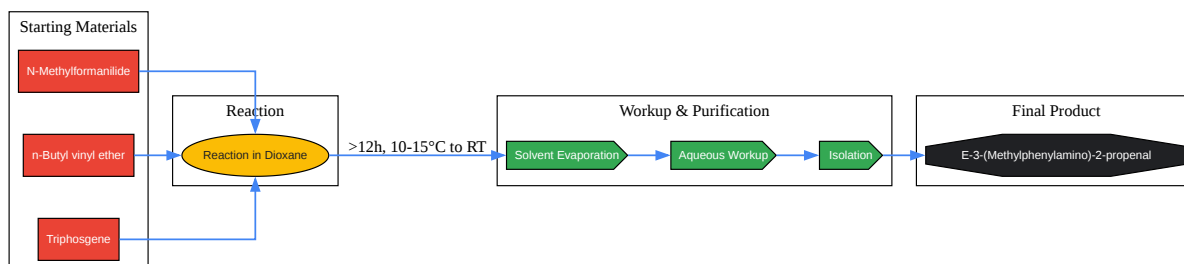 Starting Materials
N-Methylformanilide
n-Butyl vinyl ether
Triphosgene
Reaction
Reaction in Dioxane
>12h, 10-15°C to RT
Workup & Purification
Solvent Evaporation
Aqueous Workup
Isolation
Final Product
E-3-(Methylphenylamino)-2-propenal